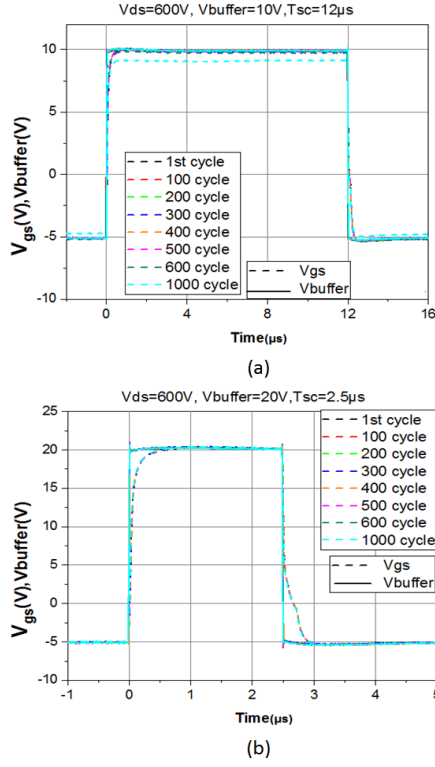 Vds=600V, Vbuffer=10V,Tsc=12μs
Vgs(V),Vbuffer(V)
10
5
0
-5
-10
1st cycle
100 cycle
200 cycle
300 cycle
400 cycle
500 cycle
600 cycle
1000 cycle
Vgs
Vbuffer
0 4 8 12 16
Time(μs)
(a)
Vds=600V, Vbuffer=20V,Tsc=2.5μs
Vgs(V),Vbuffer(V)
25
20
15
10
5
0
-5
-10
1st cycle
100 cycle
200 cycle
300 cycle
400 cycle
500 cycle
600 cycle
1000 cycle
Vgs
Vbuffer
-1 0 1 2 3 4 5
Time(μs)
(b)